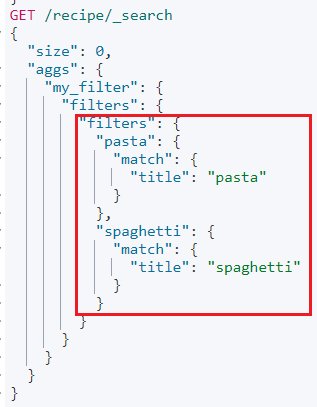 GET /recipe/_search
{
  "size": 0,
  "aggs": {
    "my_filter": {
      "filters": {
        "filters": {
          "pasta": {
            "match": {
              "title": "pasta"
            }
          },
          "spaghetti": {
            "match": {
              "title": "spaghetti"
            }
          }
        }
      }
    }
  }
}